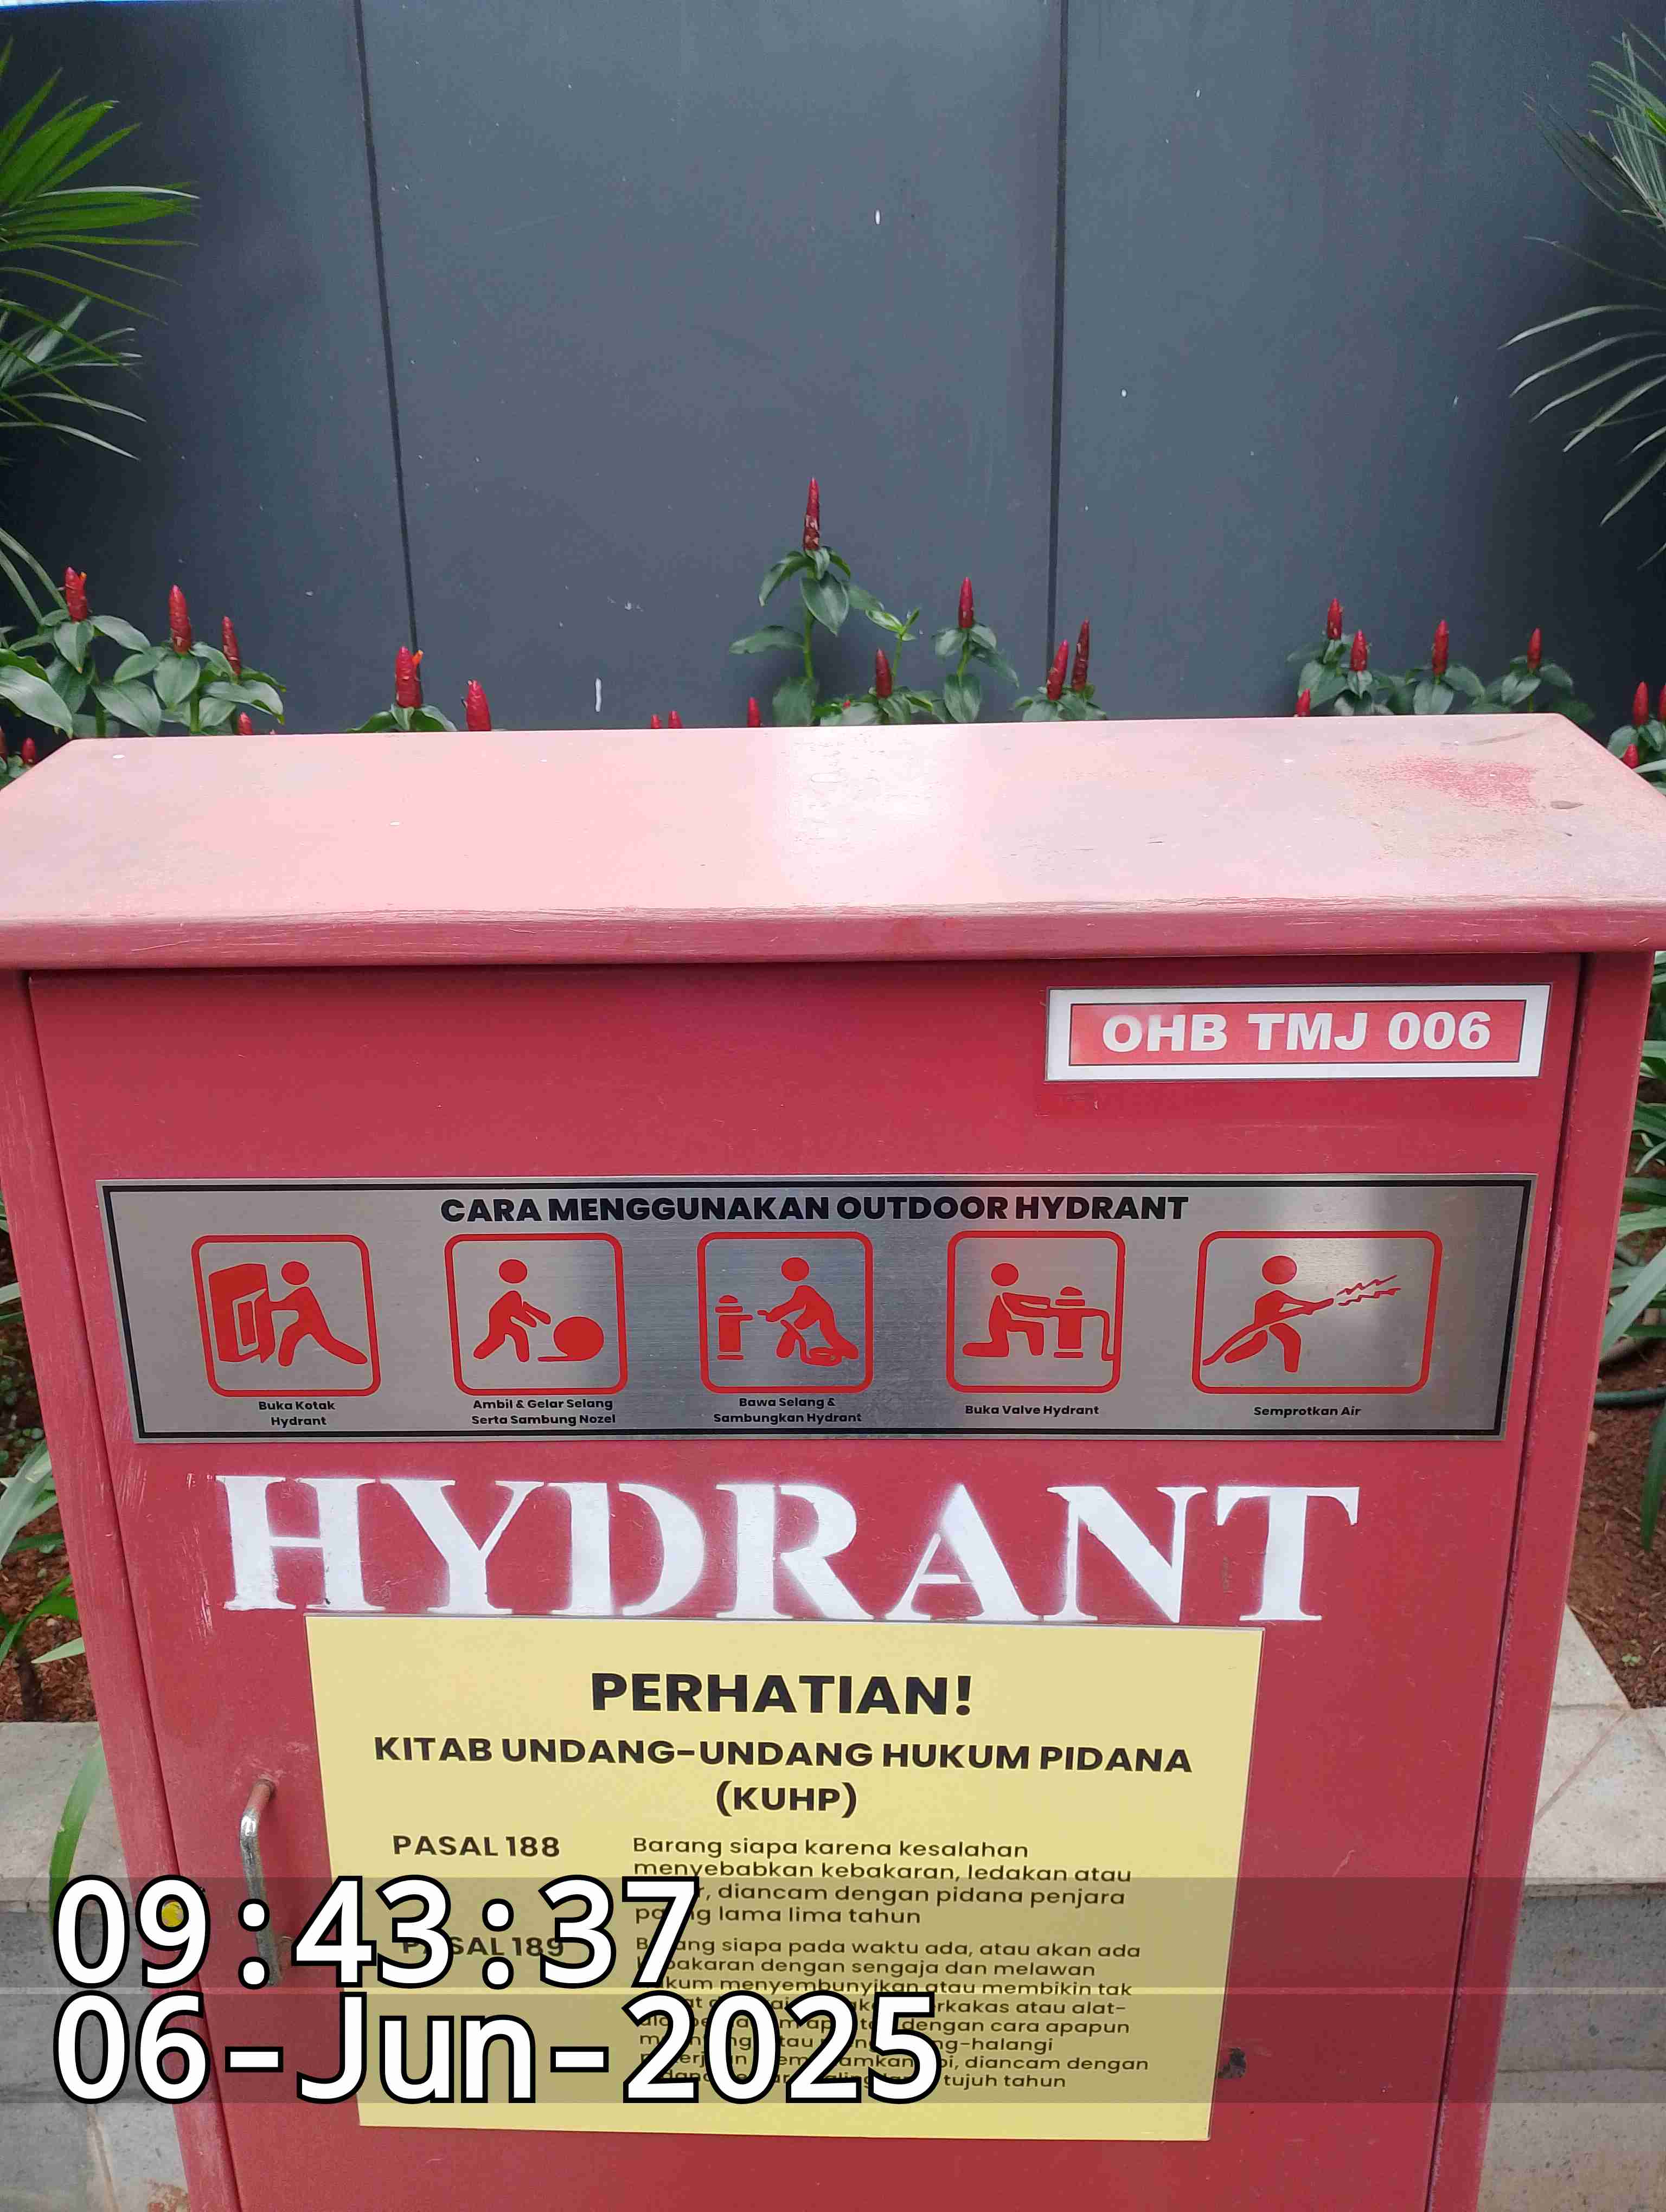 OHB TMJ 006
CARA MENGGUNAKAN OUTDOOR HYDRANT
Buka Kotak
Hydrant
Ambil & Gelar Selang
Serta Sambung Nozel
Bawa Selang &
Sambungkan Hydrant
Buka Valve Hydrant
Semprotkan Air
HYDRANT
PERHATIAN!
KITAB UNDANG-UNDANG HUKUM PIDANA
(KUHP)
PASAL 188
Barang siapa karena kesalahan
menyebabkan kebakaran, ledakan atau
diancam dengan pidana penjara
lama lima tahun
PASAL 189
siapa pada waktu ada, atau akan ada
dengan sengaja dan melawan
menyembunyikan atau membikin tak
atau alat-
dengan cara apapun
diancam dengan
tujuh tahun
09:43:37
06-Jun-2025